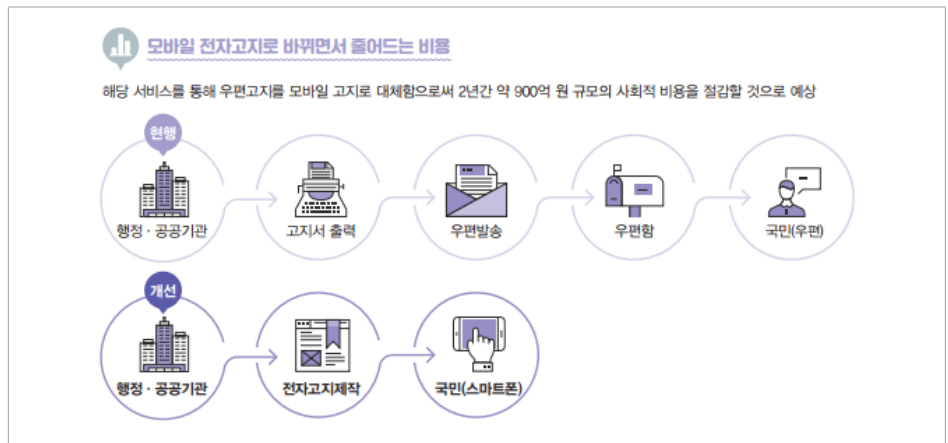 모바일 전자고지로 바뀌면서 줄어드는 비용
해당 서비스를 통해 우편고지를 모바일 고지로 대체함으로써 2년간 약 900억 원 규모의 사회적 비용을 절감할 것으로 예상
현행
행정 · 공공기관
고지서 출력
우편발송
우편함
국민(우편)
개선
행정 · 공공기관
전자고지제작
국민(스마트폰)